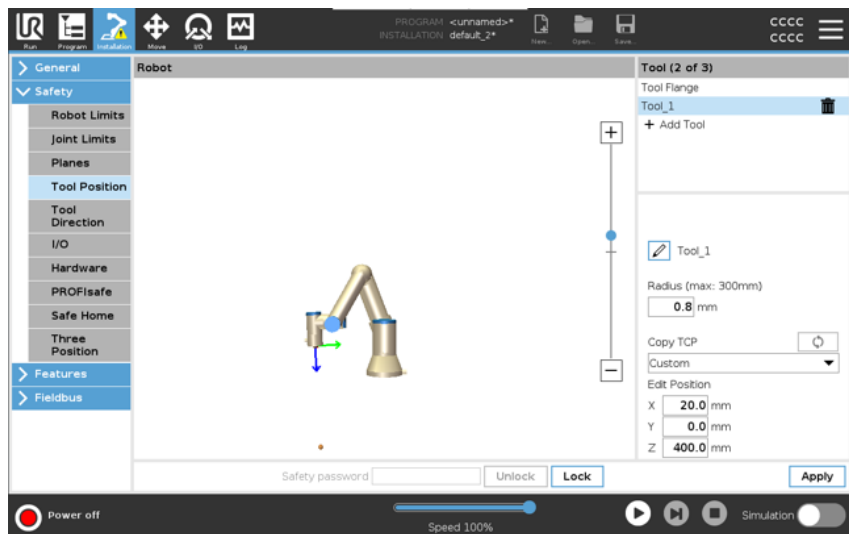 UR
PROGRAM <unnamed>*
INSTALLATION default_2*
cccc
cccc
Run Program Installation Move I/O Log New... Open... Save...
General
Safety
Robot Limits
Joint Limits
Planes
Tool Position
Tool
Direction
I/O
Hardware
PROFIsafe
Safe Home
Three
Position
Features
Fieldbus
Robot
Tool (2 of 3)
Tool Flange
Tool_1
+ Add Tool
Tool_1
Radius (max: 300mm)
0.8 mm
Copy TCP
Custom
Edit Position
X 20.0 mm
Y 0.0 mm
Z 400.0 mm
Safety password Unlock Lock Apply
Power off
Speed 100%
Simulation